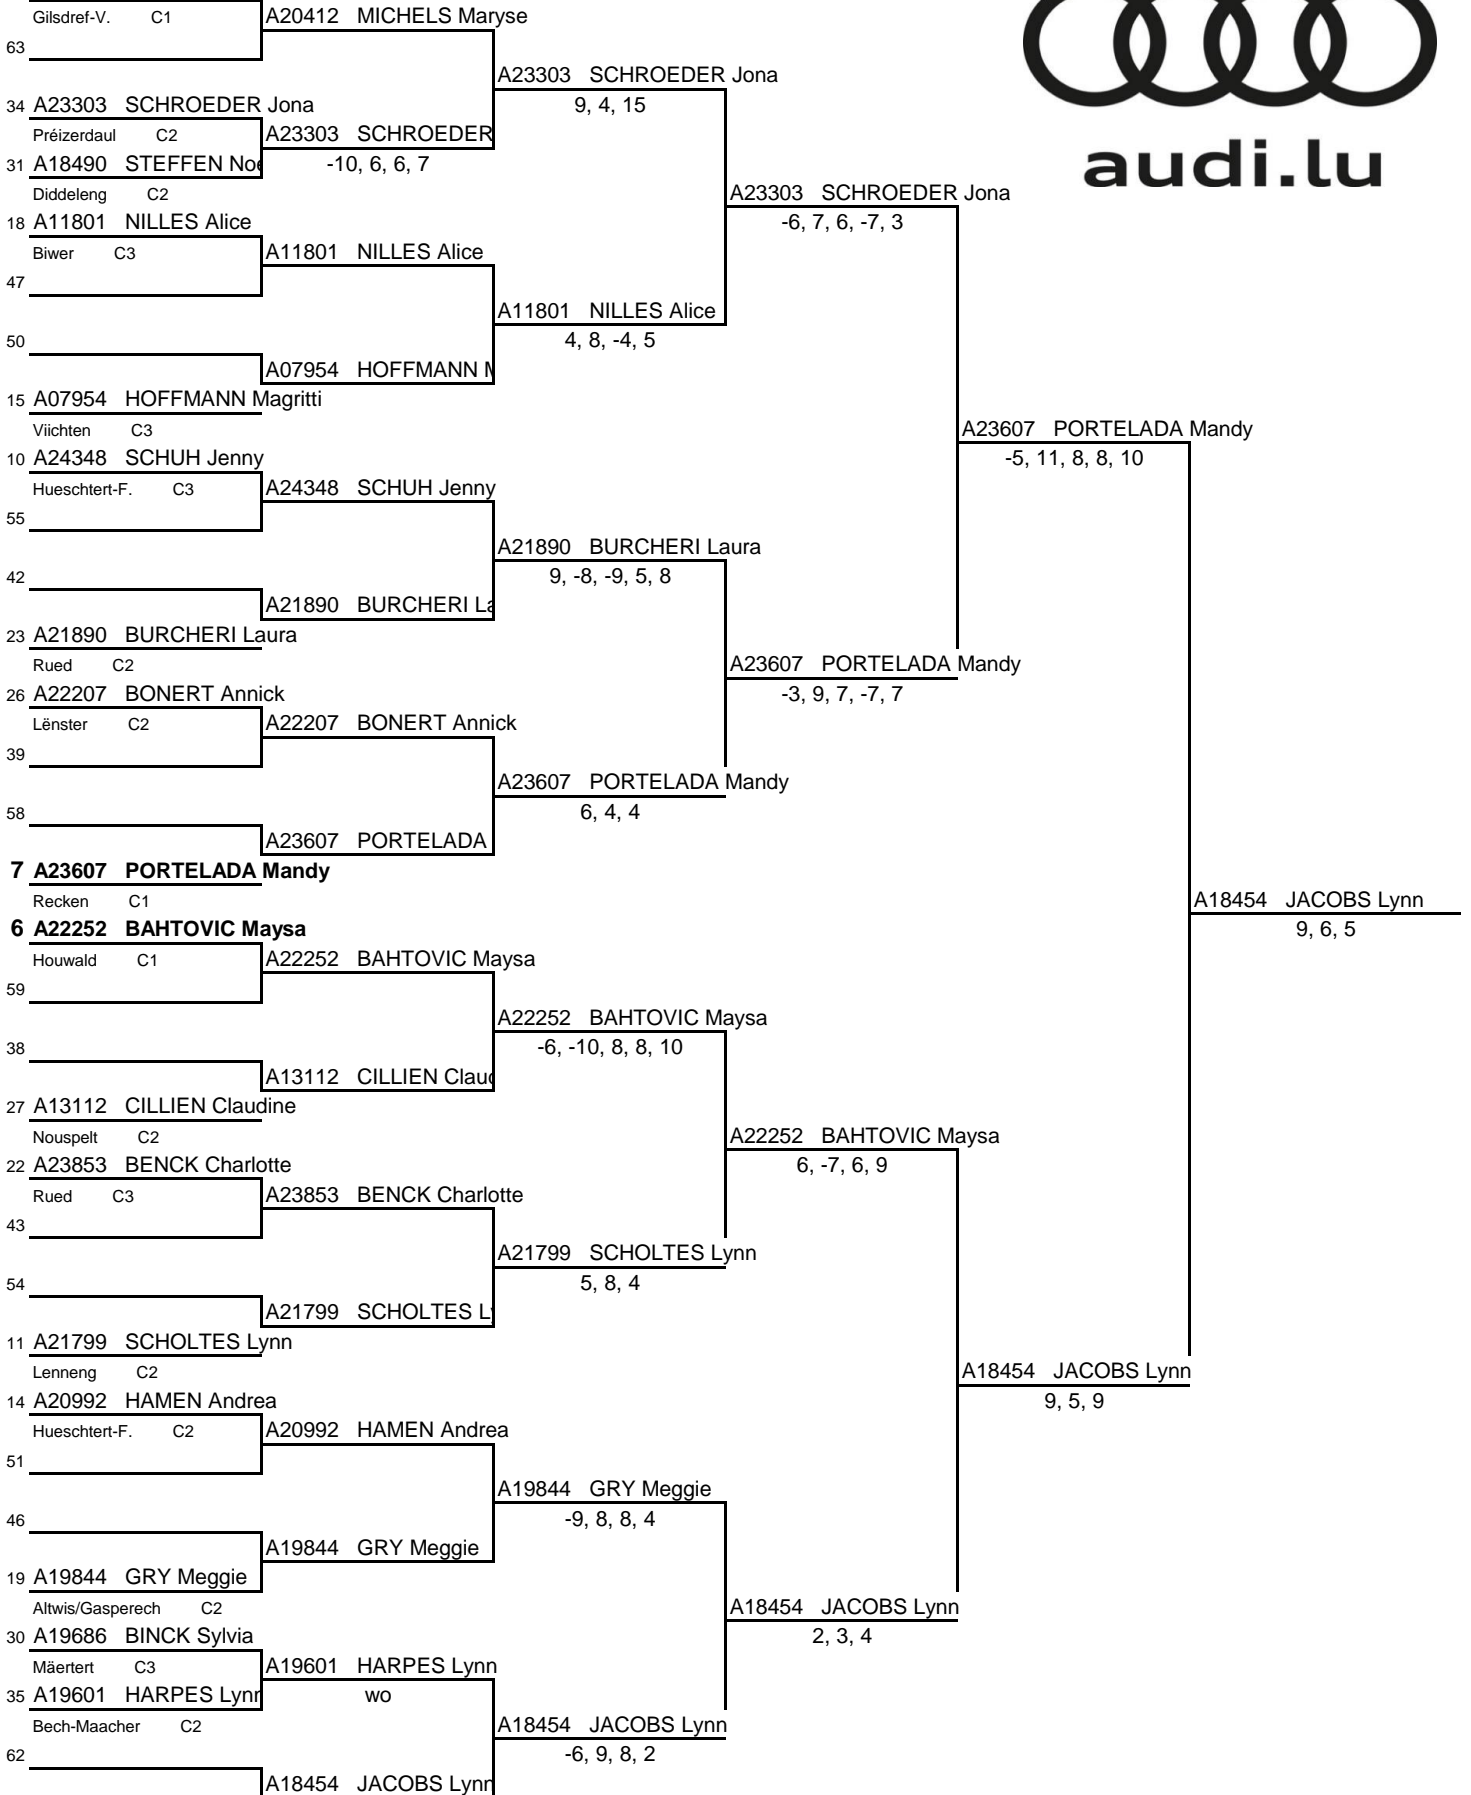 Gilsdref-V. C1
A20412 MICHELS Maryse
63
A23303 SCHROEDER Jona
9, 4, 15
34 A23303 SCHROEDER Jona
Préizerdaul C2
A23303 SCHROEDER
-10, 6, 6, 7
31 A18490 STEFFEN Noe
Diddeleng C2
audi.lu
A23303 SCHROEDER Jona
-6, 7, 6, -7, 3
18 A11801 NILLES Alice
Biwer C3
A11801 NILLES Alice
47
A11801 NILLES Alice
4, 8, -4, 5
50
A07954 HOFFMANN M
15 A07954 HOFFMANN Magritti
Viichten C3
A23607 PORTELADA Mandy
-5, 11, 8, 8, 10
10 A24348 SCHUH Jenny
Hueschtert-F. C3
A24348 SCHUH Jenny
55
A21890 BURCHERI Laura
9, -8, -9, 5, 8
42
A21890 BURCHERI La
23 A21890 BURCHERI Laura
Rued C2
A23607 PORTELADA Mandy
-3, 9, 7, -7, 7
26 A22207 BONERT Annick
Lënster C2
A22207 BONERT Annick
39
A23607 PORTELADA Mandy
6, 4, 4
58
A23607 PORTELADA
7 A23607 PORTELADA Mandy
Recken C1
A18454 JACOBS Lynn
9, 6, 5
6 A22252 BAHTOVIC Maysa
Houwald C1
A22252 BAHTOVIC Maysa
59
A22252 BAHTOVIC Maysa
-6, -10, 8, 8, 10
38
A13112 CILLIEN Claud
27 A13112 CILLIEN Claudine
Nouspelt C2
A22252 BAHTOVIC Maysa
6, -7, 6, 9
22 A23853 BENCK Charlotte
Rued C3
A23853 BENCK Charlotte
43
A21799 SCHOLTES Lynn
5, 8, 4
54
A21799 SCHOLTES Ly
11 A21799 SCHOLTES Lynn
Lenneng C2
A18454 JACOBS Lynn
9, 5, 9
14 A20992 HAMEN Andrea
Hueschtert-F. C2
A20992 HAMEN Andrea
51
A19844 GRY Meggie
-9, 8, 8, 4
46
A19844 GRY Meggie
19 A19844 GRY Meggie
Altwis/Gasperech C2
A18454 JACOBS Lynn
2, 3, 4
30 A19686 BINCK Sylvia
Mäertert C3
A19601 HARPES Lynn
wo
35 A19601 HARPES Lynn
Bech-Maacher C2
A18454 JACOBS Lynn
-6, 9, 8, 2
62
A18454 JACOBS Lynn